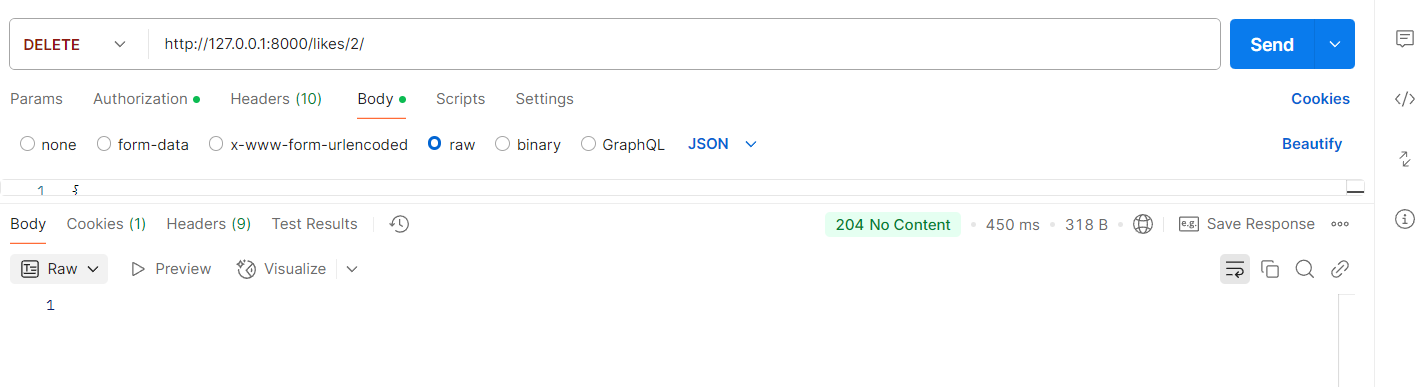 DELETE http://127.0.0.1:8000/likes/2/ Send
Params Authorization Headers (10) Body Scripts Settings Cookies
none form-data x-www-form-urlencoded raw binary GraphQL JSON Beautify
1 {
Body Cookies (1) Headers (9) Test Results 204 No Content 450 ms 318 B e.g. Save Response
Raw Preview Visualize
1